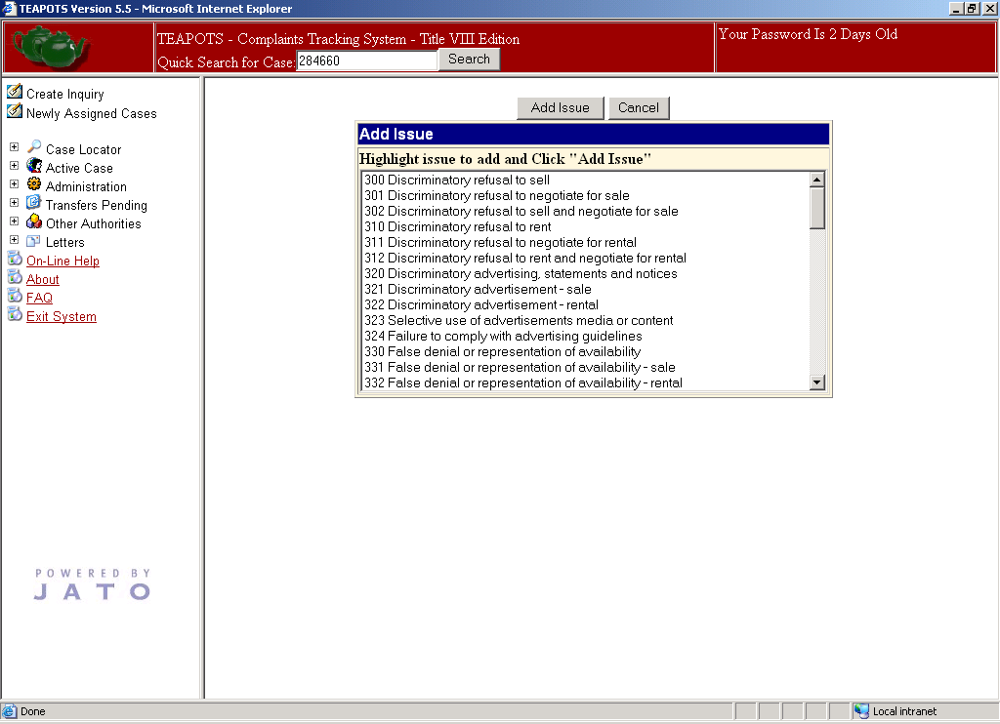 TEAPOTS Version 5.5 - Microsoft Internet Explorer
TEAPOTS - Complaints Tracking System - Title VIII Edition
Your Password Is 2 Days Old
Quick Search for Case: 284660 Search
Create Inquiry
Newly Assigned Cases
Case Locator
Active Case
Administration
Transfers Pending
Other Authorities
Letters
On-Line Help
About
FAQ
Exit System
POWERED BY
JATO
Add Issue Cancel
Add Issue
Highlight issue to add and Click "Add Issue"
300 Discriminatory refusal to sell
301 Discriminatory refusal to negotiate for sale
302 Discriminatory refusal to sell and negotiate for sale
310 Discriminatory refusal to rent
311 Discriminatory refusal to negotiate for rental
312 Discriminatory refusal to rent and negotiate for rental
320 Discriminatory advertising, statements and notices
321 Discriminatory advertisement - sale
322 Discriminatory advertisement - rental
323 Selective use of advertisements media or content
324 Failure to comply with advertising guidelines
330 False denial or representation of availability
331 False denial or representation of availability - sale
332 False denial or representation of availability - rental
Done
Local intranet